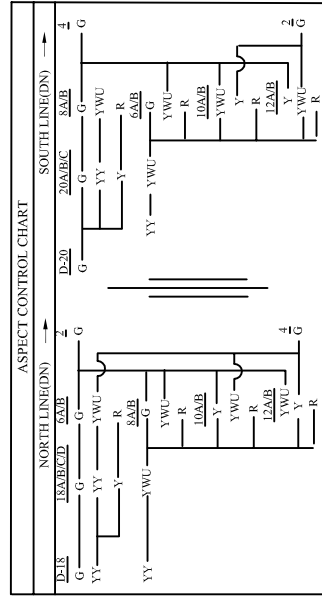 ASPECT CONTROL CHART
NORTH LINE(DN)
D-18 18A/B/C/D 6A/B 2
G G G G
YY YY YWU
Y R
8A/B
YY YWU G
YWU
R
10A/B
Y
YWU
R
12A/B
YWU 4
Y G
R
SOUTH LINE(DN)
D-20 20A/B/C 8A/B 4
G G G G
YY YWU
Y R
6A/B
YY YWU G
YWU
R
10A/B
YWU
Y
R
12A/B
Y 2
YWU G
R